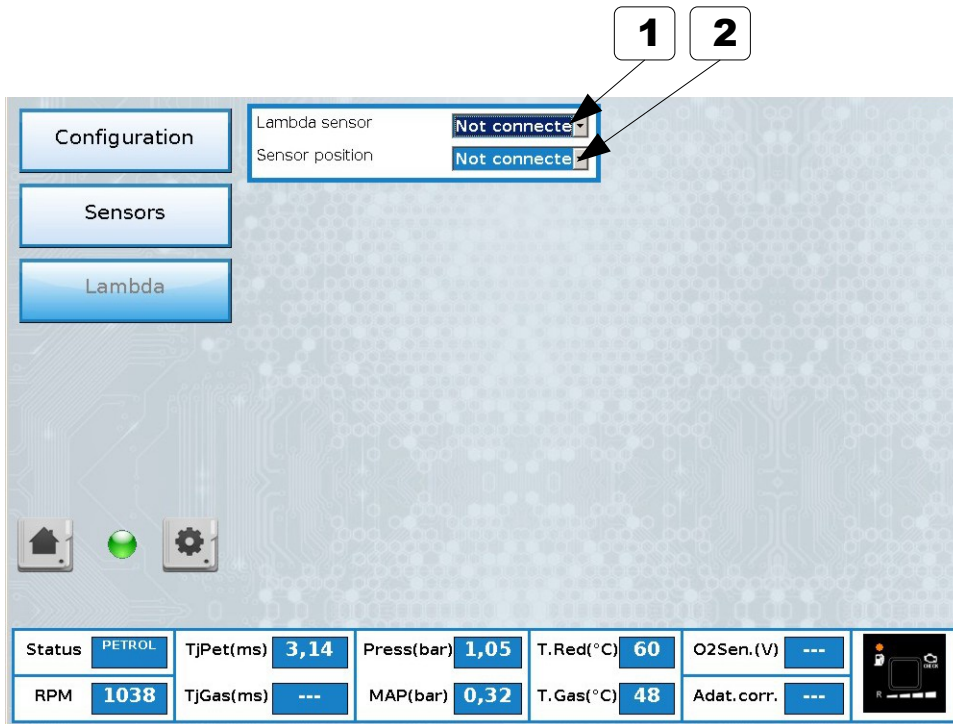 1 2
Configuration
Lambda sensor Not connecte
Sensor position Not connecte
Sensors
Lambda
Status PETROL TjPet(ms) 3,14 Press(bar) 1,05 T.Red(°C) 60 O2Sen.(V) ---
RPM 1038 TjGas(ms) --- MAP(bar) 0,32 T.Gas(°C) 48 Adat.corr. ---
CHECK
R